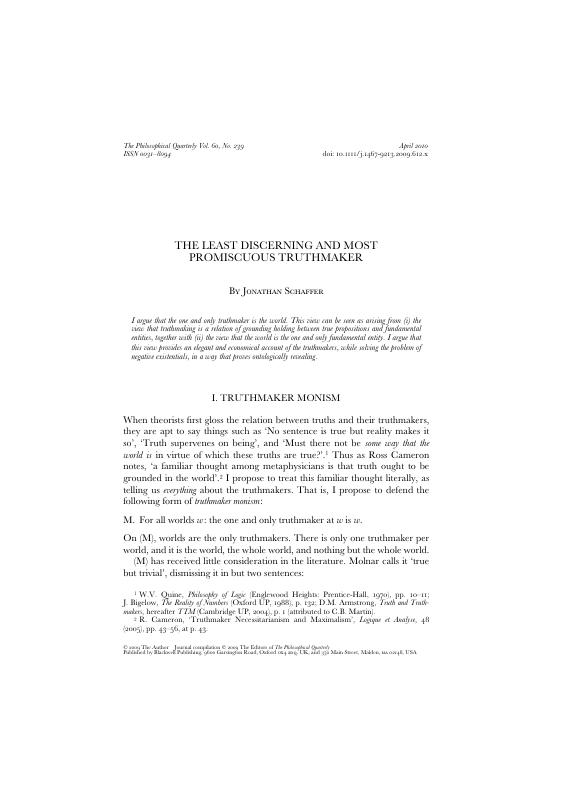 The Philosophical Quarterly Vol. 60, No. 239
April 2010
ISSN 0031–8094
doi: 10.1111/j.1467-9213.2009.612.x
THE LEAST DISCERNING AND MOST
PROMISCUOUS TRUTHMAKER
By Jonathan Schaffer
I argue that the one and only truthmaker is the world. This view can be seen as arising from (i) the
view that truthmaking is a relation of grounding holding between true propositions and fundamental
entities, together with (ii) the view that the world is the one and only fundamental entity. I argue that
this view provides an elegant and economical account of the truthmakers, while solving the problem of
negative existentials, in a way that proves ontologically revealing.
I. TRUTHMAKER MONISM
When theorists first gloss the relation between truths and their truthmakers,
they are apt to say things such as ‘No sentence is true but reality makes it
so’, ‘Truth supervenes on being’, and ‘Must there not be some way that the
world is in virtue of which these truths are true?’.1 Thus as Ross Cameron
notes, ‘a familiar thought among metaphysicians is that truth ought to be
grounded in the world’.2 I propose to treat this familiar thought literally, as
telling us everything about the truthmakers. That is, I propose to defend the
following form of truthmaker monism:
M. For all worlds w: the one and only truthmaker at w is w.
On (M), worlds are the only truthmakers. There is only one truthmaker per
world, and it is the world, the whole world, and nothing but the whole world.
(M) has received little consideration in the literature. Molnar calls it ‘true
but trivial’, dismissing it in but two sentences:
1 W.V. Quine, Philosophy of Logic (Englewood Heights: Prentice-Hall, 1970), pp. 10–11;
J. Bigelow, The Reality of Numbers (Oxford UP, 1988), p. 132; D.M. Armstrong, Truth and Truth-
makers, hereafter TTM (Cambridge UP, 2004), p. 1 (attributed to C.B. Martin).
2 R. Cameron, ‘Truthmaker Necessitarianism and Maximalism’, Logique et Analyse, 48
(2005), pp. 43–56, at p. 43.
© 2009 The Author Journal compilation © 2009 The Editors of The Philosophical Quarterly
Published by Blackwell Publishing, 9600 Garsington Road, Oxford OX4 2DQ, UK, and 350 Main Street, Malden, MA 02148, USA